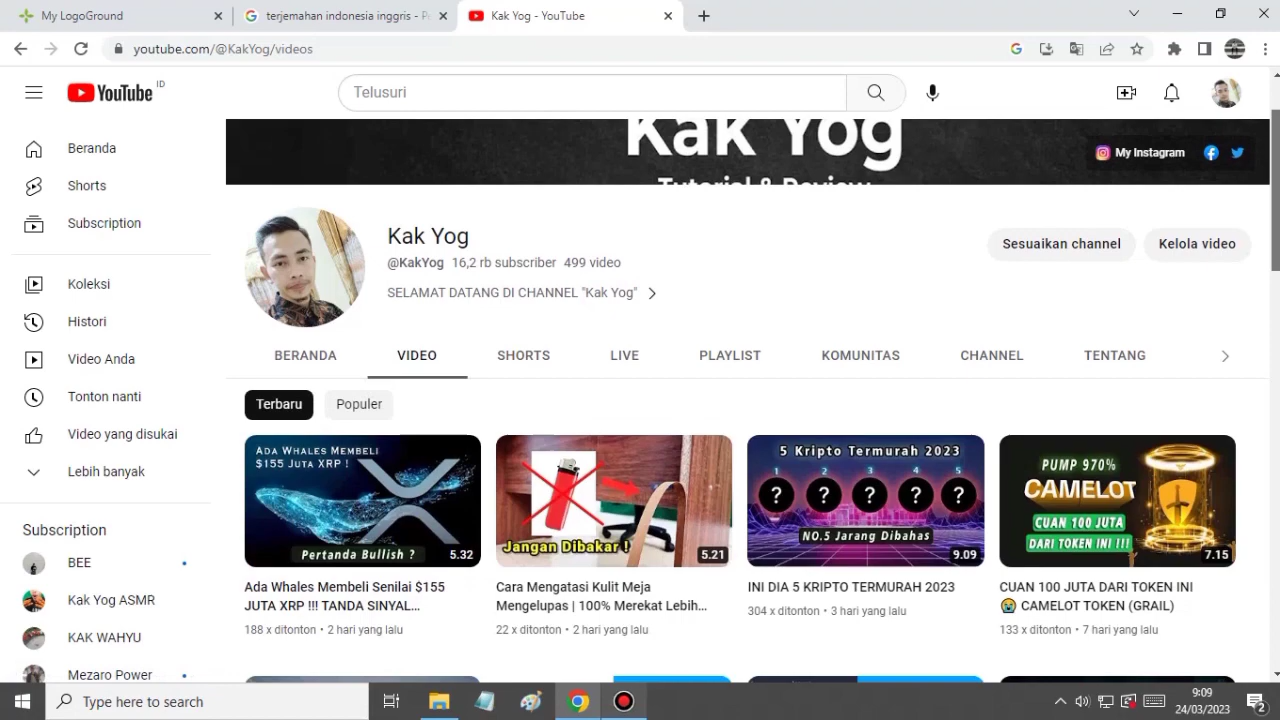 My LogoGround
terjemahan indonesia inggris - P
Kak Yog - YouTube
youtube.com/@KakYog/videos
YouTube ID
Telusuri
Beranda
Shorts
Subscription
Koleksi
Histori
Video Anda
Tonton nanti
Video yang disukai
Lebih banyak
Subscription
BEE
Kak Yog ASMR
KAK WAHYU
Mezaro Power
Kak Yog
Tutorial & Review
My Instagram
Kak Yog
@KakYog 16,2 rb subscriber 499 video
SELAMAT DATANG DI CHANNEL "Kak Yog"
Sesuaikan channel
Kelola video
BERANDA VIDEO SHORTS LIVE PLAYLIST KOMUNITAS CHANNEL TENTANG
Terbaru Populer
Ada Whales Membeli
$155 Juta XRP !
Pertanda Bullish ?
5.32
Ada Whales Membeli Senilai $155
JUTA XRP !!! TANDA SINYAL...
188 x ditonton • 2 hari yang lalu
Jangan Dibakar !
5.21
Cara Mengatasi Kulit Meja
Mengelupas | 100% Merekat Lebih...
22 x ditonton • 2 hari yang lalu
5 Kripto Termurah 2023
1 2 3 4 5
? ? ? ? ?
NO.5 Jarang Dibahas
9.09
INI DIA 5 KRIPTO TERMURAH 2023
304 x ditonton • 3 hari yang lalu
PUMP 970%
CAMELOT
CUAN 100 JUTA
DARI TOKEN INI !!!
7.15
CUAN 100 JUTA DARI TOKEN INI
😭 CAMELOT TOKEN (GRAIL)
133 x ditonton • 7 hari yang lalu
Type here to search
9:09
24/03/2023
2